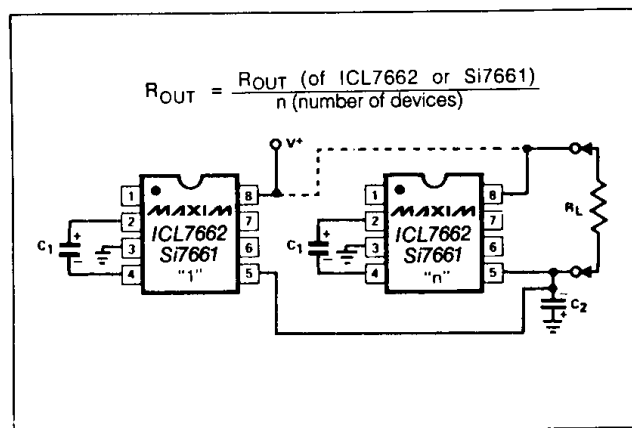 ROUT = ROUT (of ICL7662 or Si7661)
n (number of devices)
V+
1
2
3
4
8
7
6
5
MAXIM
ICL7662
Si7661
"1"
C1
+
−
1
2
3
4
8
7
6
5
MAXIM
ICL7662
Si7661
"n"
C1
+
−
RL
−
C2
+